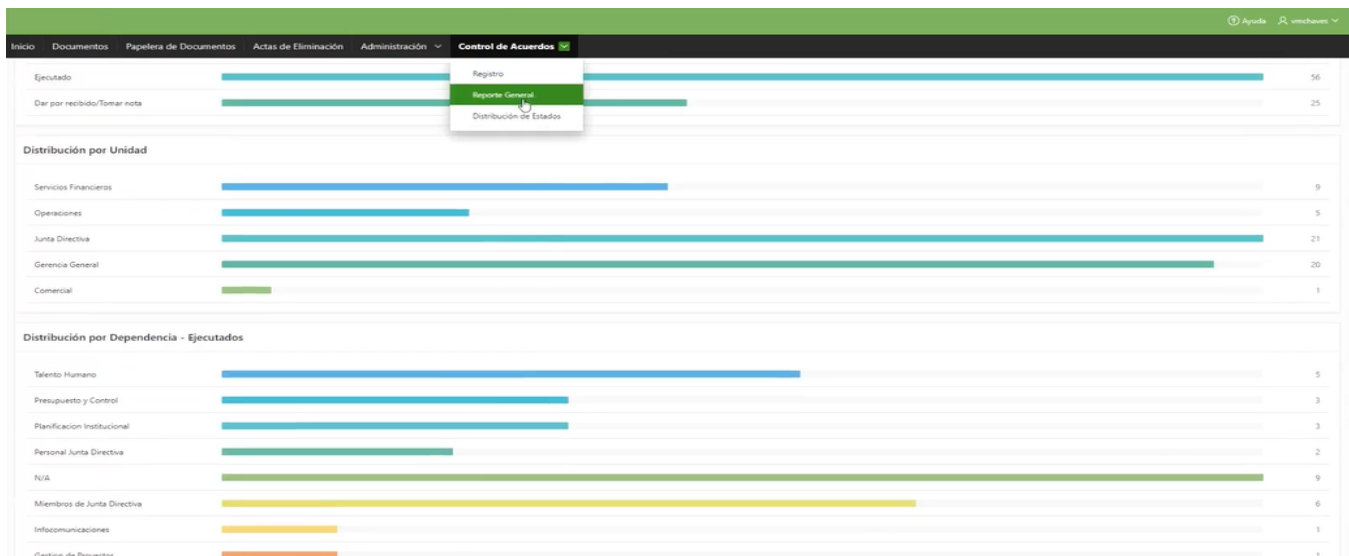 Ayuda vmchaves
Inicio Documentos Papelera de Documentos Actas de Eliminación Administración Control de Acuerdos
Registro
Reporte General
Distribución de Estados
Ejecutado 56
Dar por recibido/Tomar nota 25
Distribución por Unidad
Servicios Financieros 9
Operaciones 5
Junta Directiva 21
Gerencia General 20
Comercial 1
Distribución por Dependencia - Ejecutados
Talento Humano 5
Presupuesto y Control 3
Planificacion Institucional 3
Personal Junta Directiva 2
N/A 9
Miembros de Junta Directiva 6
Infocomunicaciones 1
Gestion de Proyectos 1